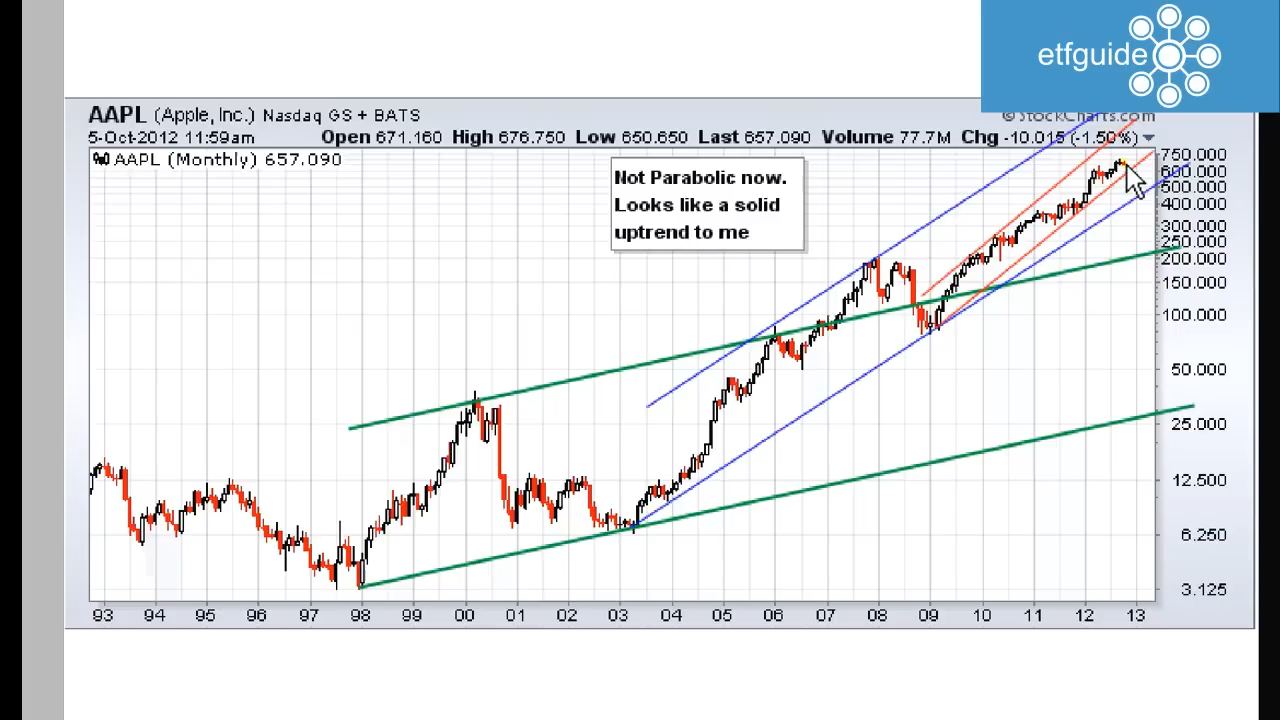 etfguide
AAPL (Apple, Inc.) Nasdaq GS + BATS
© StockCharts.com
5-Oct-2012 11:59am Open 671.160 High 676.750 Low 650.650 Last 657.090 Volume 77.7M Chg -10.015 (-1.50%)
AAPL (Monthly) 657.090
Not Parabolic now.
Looks like a solid
uptrend to me
750.000
600.000
500.000
400.000
300.000
250.000
200.000
150.000
100.000
50.000
25.000
12.500
6.250
3.125
93 94 95 96 97 98 99 00 01 02 03 04 05 06 07 08 09 10 11 12 13